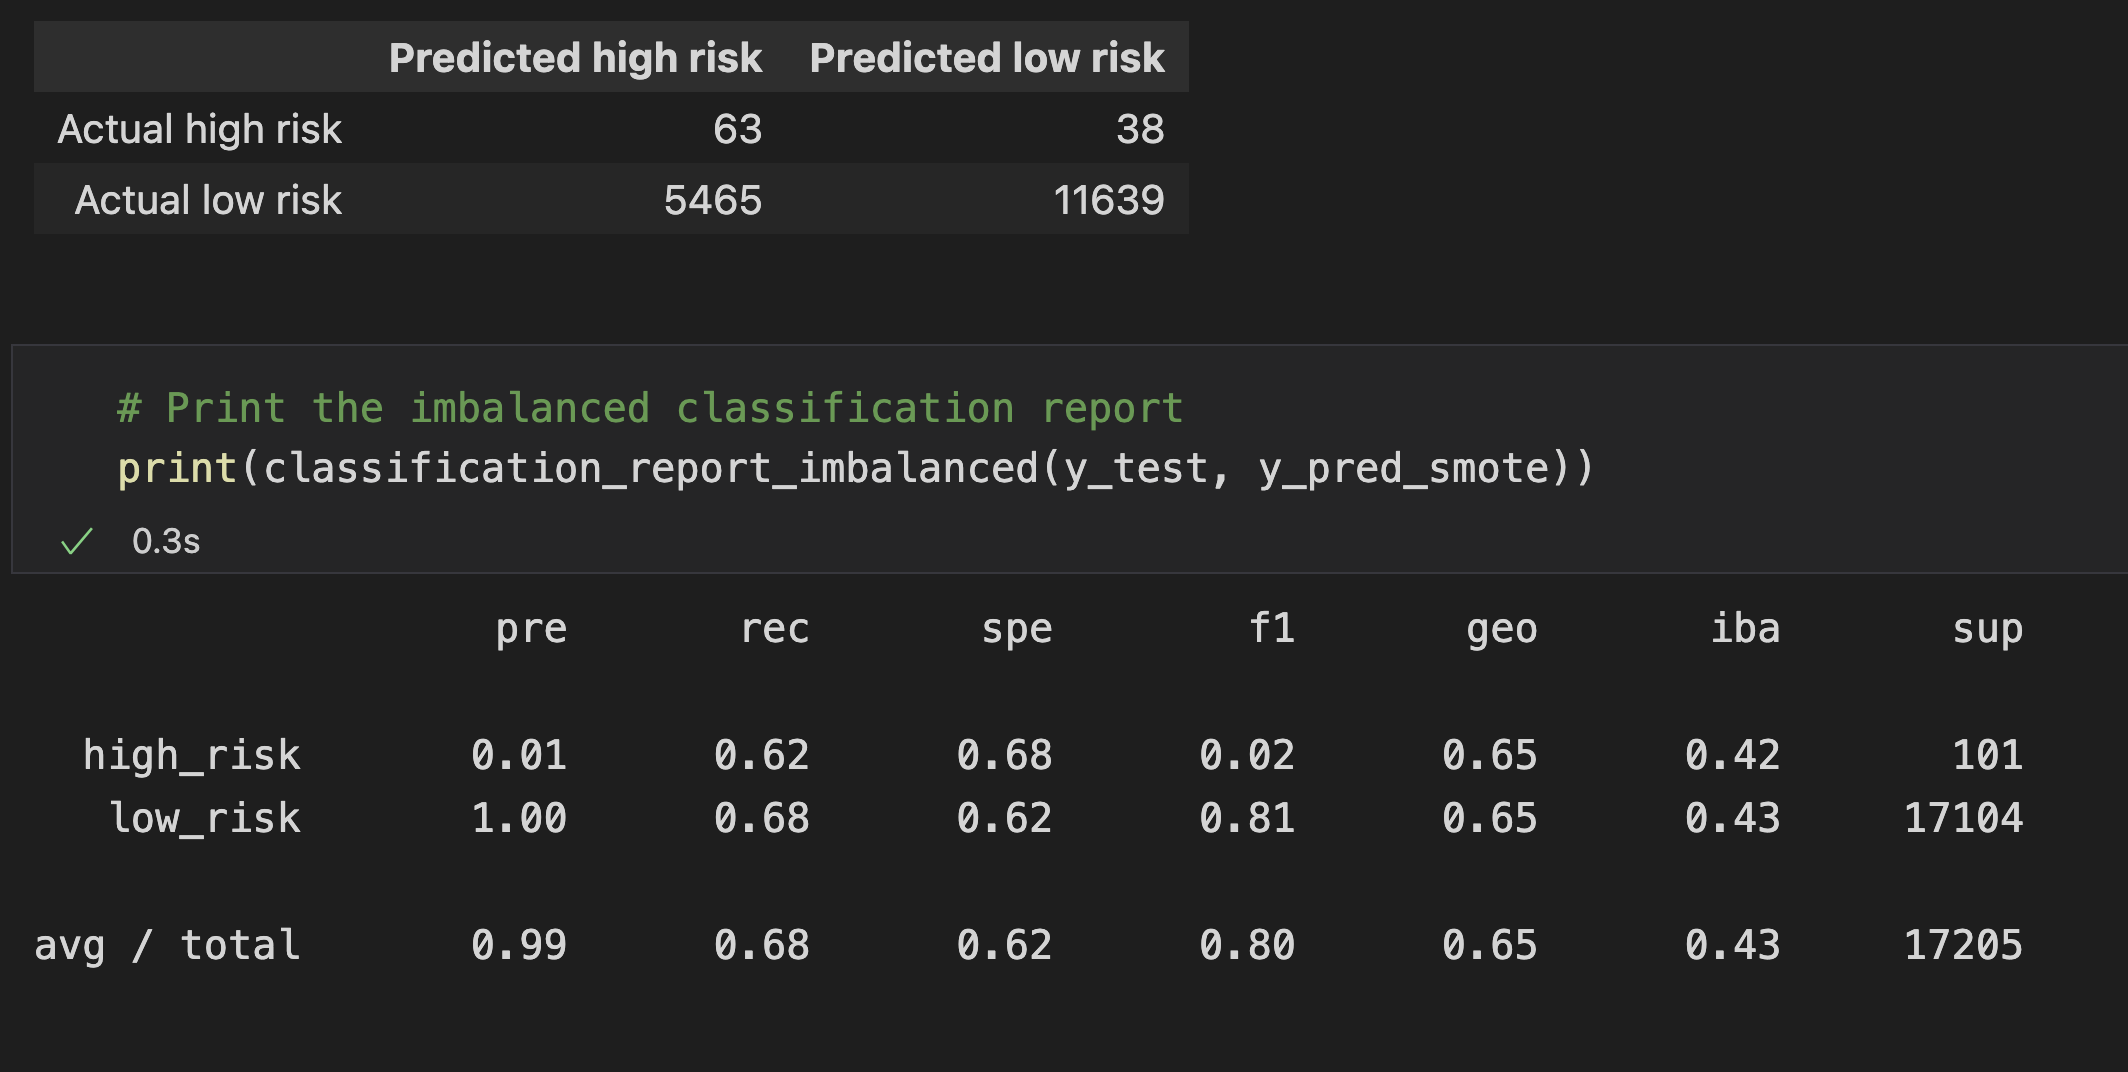 Predicted high risk Predicted low risk
Actual high risk 63 38
Actual low risk 5465 11639
# Print the imbalanced classification report
print(classification_report_imbalanced(y_test, y_pred_smote))
✓ 0.3s
pre rec spe f1 geo iba sup
high_risk 0.01 0.62 0.68 0.02 0.65 0.42 101
low_risk 1.00 0.68 0.62 0.81 0.65 0.43 17104
avg / total 0.99 0.68 0.62 0.80 0.65 0.43 17205